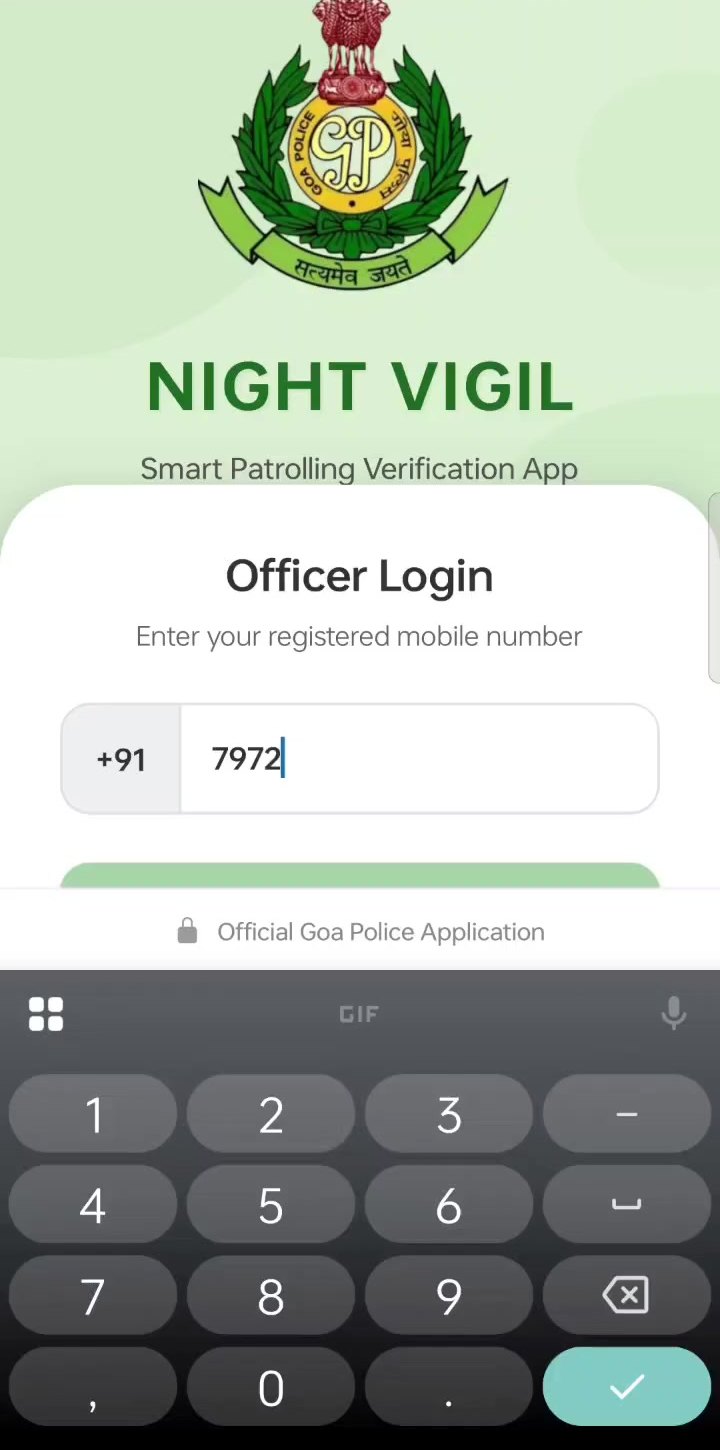 GOA POLICE
गोंया पुलीस
सत्यमेव जयते
NIGHT VIGIL
Smart Patrolling Verification App
Officer Login
Enter your registered mobile number
+91 7972
Official Goa Police Application
GIF
1 2 3 –
4 5 6
7 8 9
, 0 .